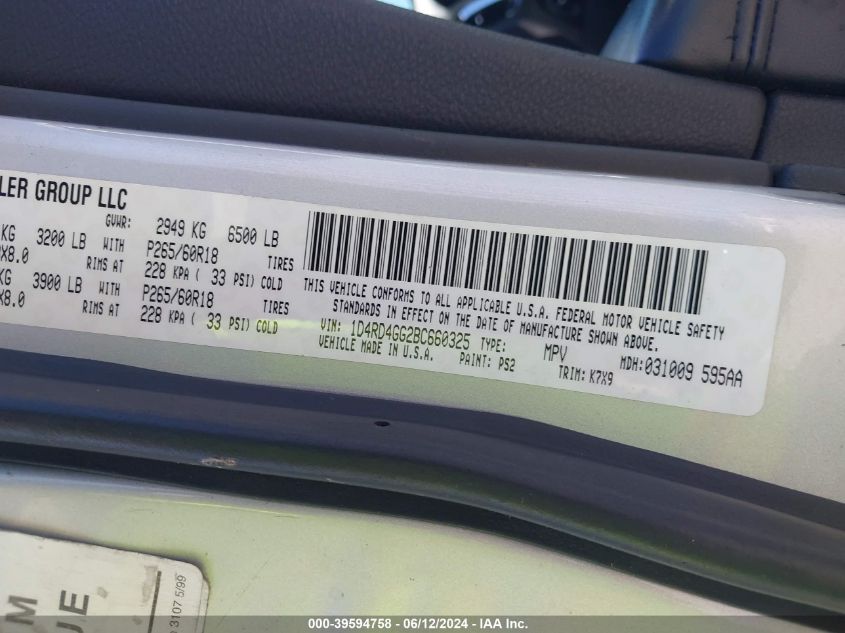 LER GROUP LLC
GVWR: 2949 KG 6500 LB
KG 3200 LB WITH P265/60R18 TIRES
X8.0 RIMS AT 228 KPA ( 33 PSI) COLD
KG 3900 LB WITH P265/60R18 TIRES
X8.0 RIMS AT 228 KPA ( 33 PSI) COLD
THIS VEHICLE CONFORMS TO ALL APPLICABLE U.S.A. FEDERAL MOTOR VEHICLE SAFETY
STANDARDS IN EFFECT ON THE DATE OF MANUFACTURE SHOWN ABOVE.
VIN: 1D4RD4GG2BC660325 TYPE: MPV MDH:031009 595AA
VEHICLE MADE IN U.S.A. PAINT: PS2 TRIM: K7X9
M
UE
3107 5/99
000-39594758 - 06/12/2024 - IAA Inc.